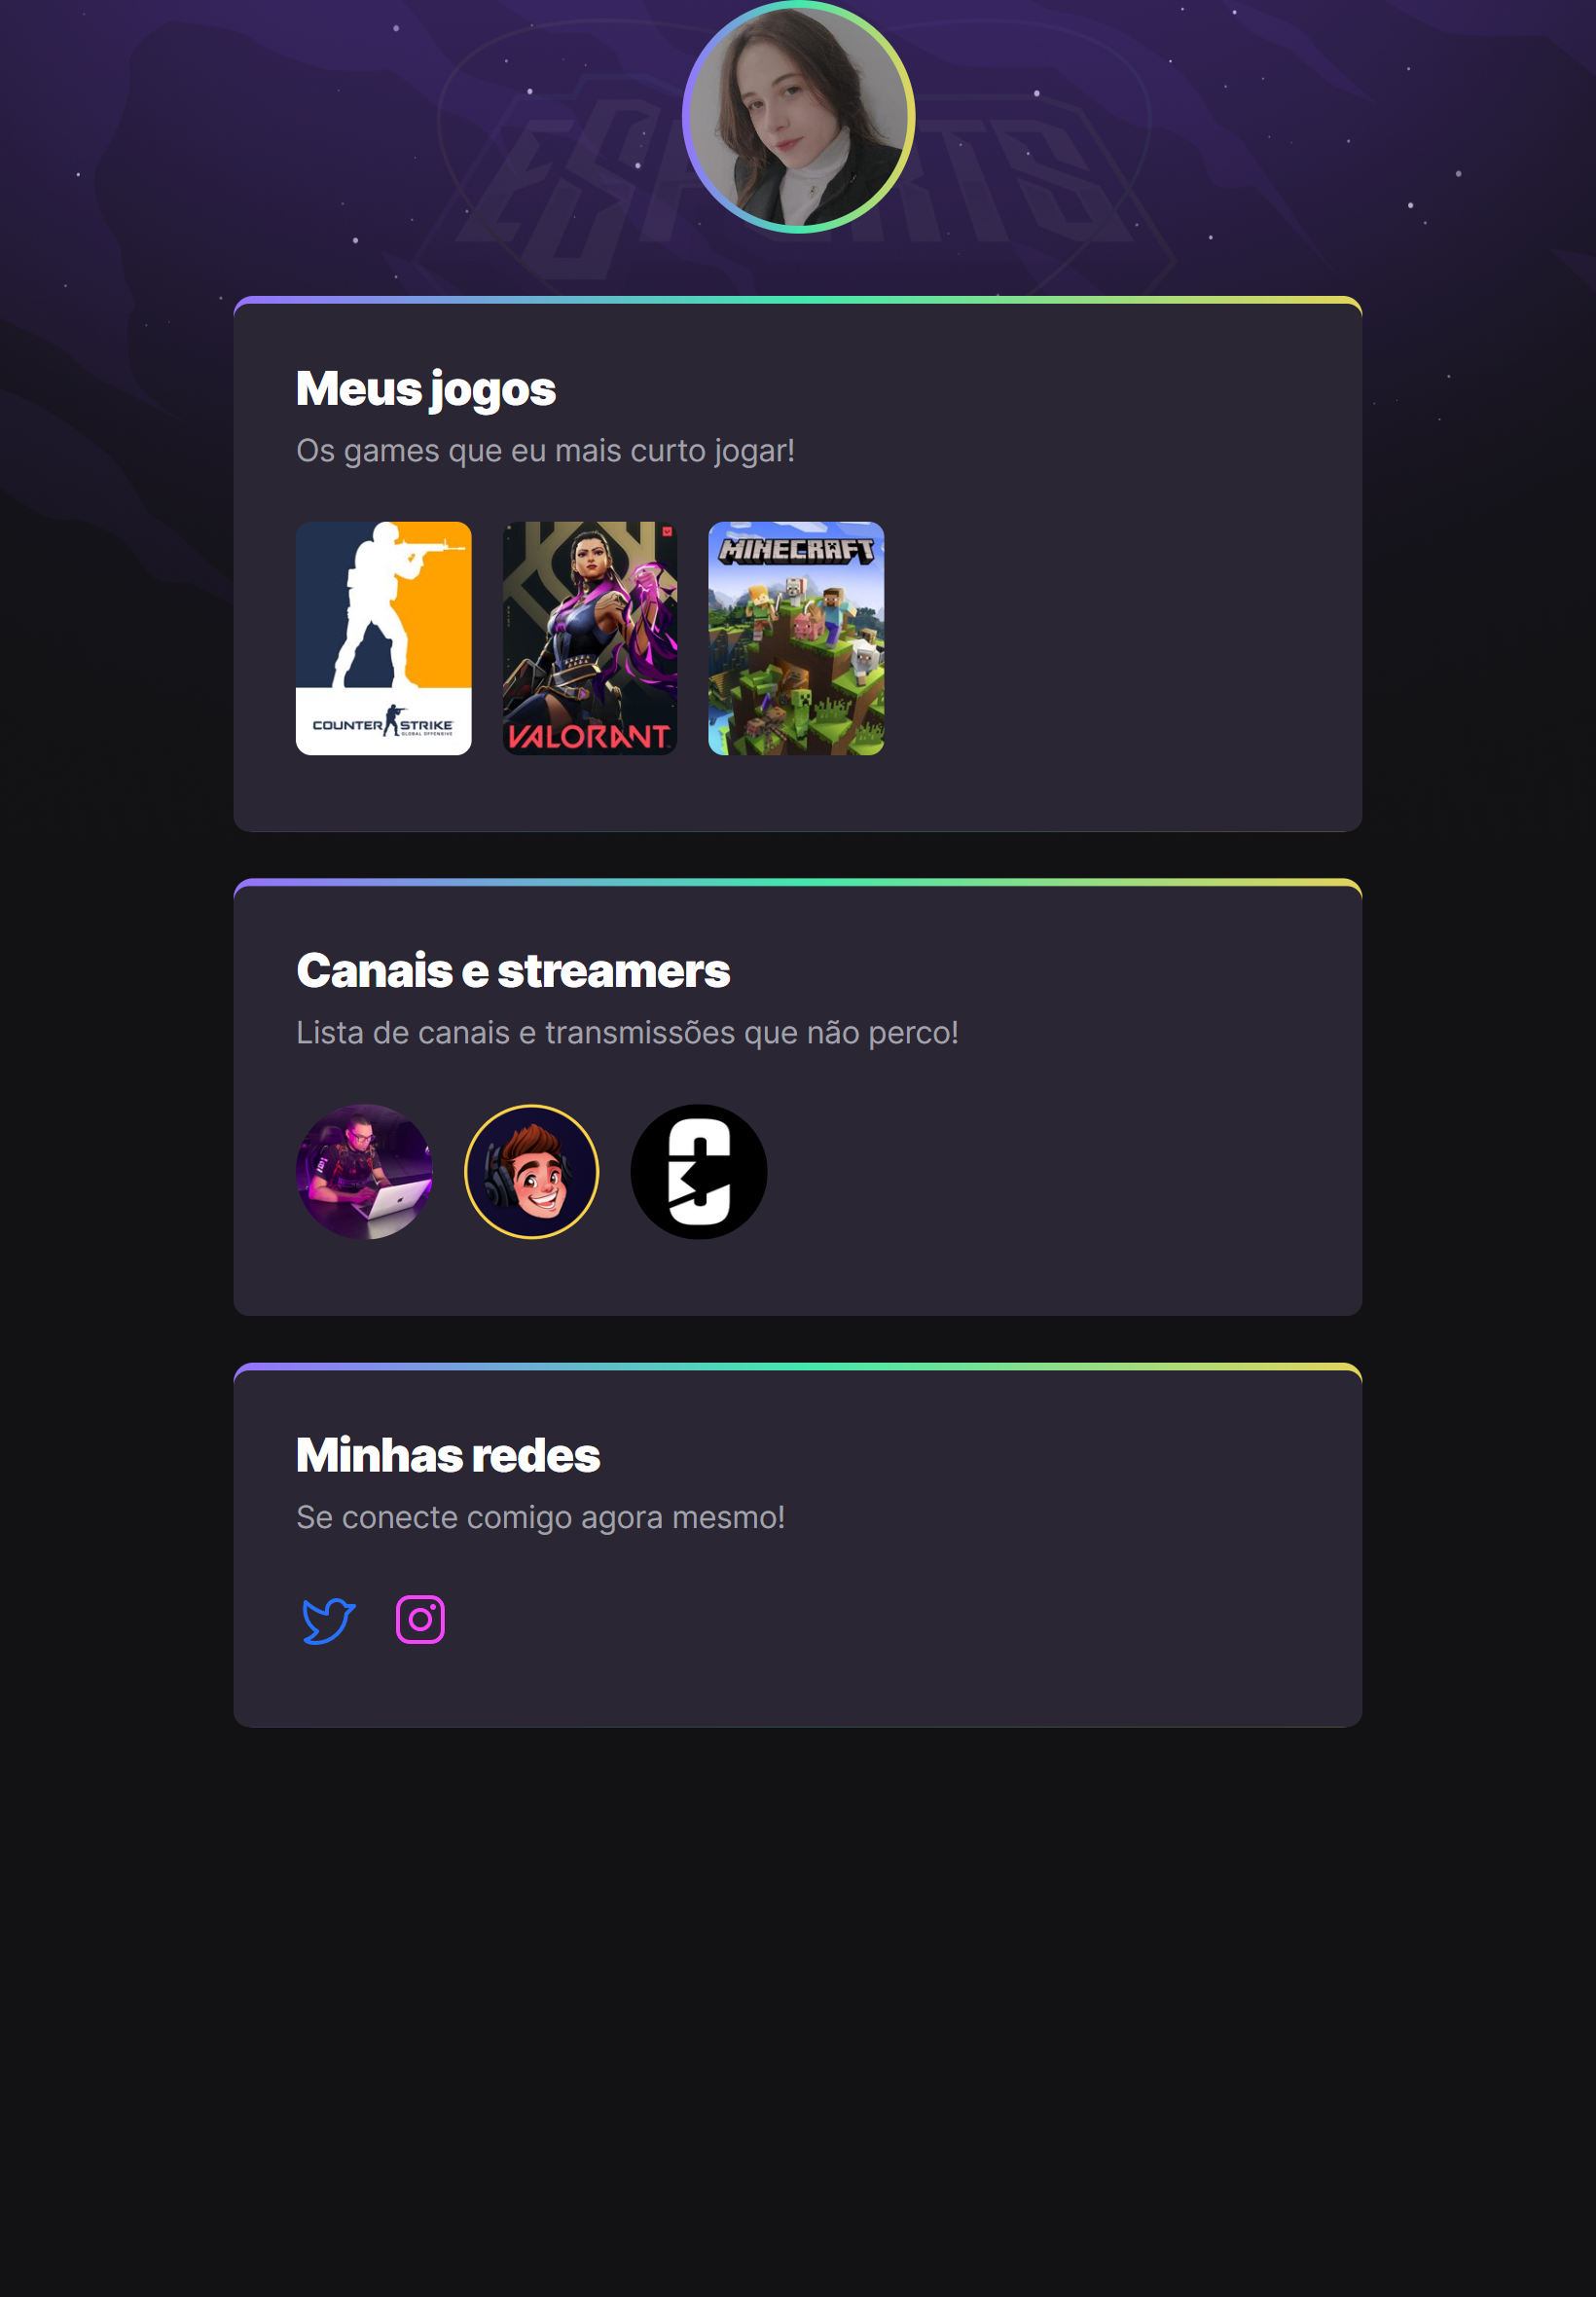 ESPORTS
Meus jogos
Os games que eu mais curto jogar!
COUNTER STRIKE
GLOBAL OFFENSIVE
VALORANT
MINECRAFT
Canais e streamers
Lista de canais e transmissões que não perco!
Minhas redes
Se conecte comigo agora mesmo!